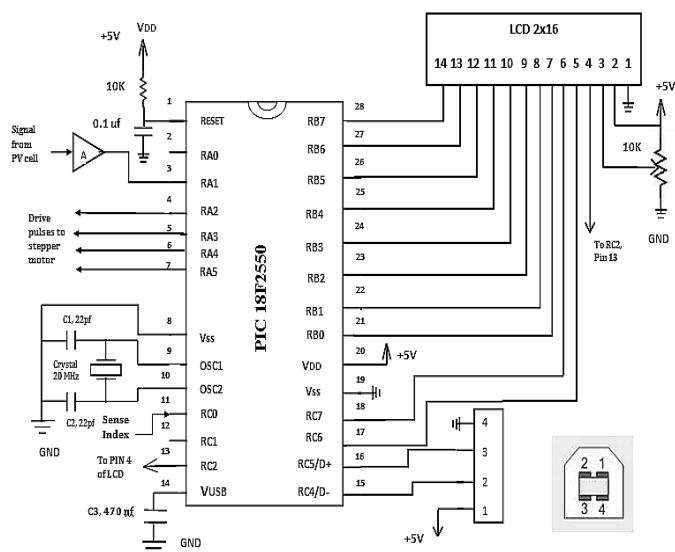 VDD
+5V
10K
0.1 uf
Signal
from
PV cell
A
Drive
pulses to
stepper
motor
C1, 22pf
Crystal
20 MHz
C2, 22pf
GND
Sense
Index
To PIN 4
of LCD
C3, 470 nf
GND
1
2
3
4
5
6
7
8
9
10
11
12
13
14
RESET
RA0
RA1
RA2
RA3
RA4
RA5
Vss
OSC1
OSC2
RC0
RC1
RC2
VUSB
PIC 18F2550
RB7
RB6
RB5
RB4
RB3
RB2
RB1
RB0
VDD
Vss
RC7
RC6
RC5/D+
RC4/D-
28
27
26
25
24
23
22
21
20
19
18
17
16
15
+5V
LCD 2x16
14 13 12 11 10 9 8 7 6 5 4 3 2 1
+5V
10K
GND
To RC2,
Pin 13
4
3
2
1
+5V
2 1
3 4